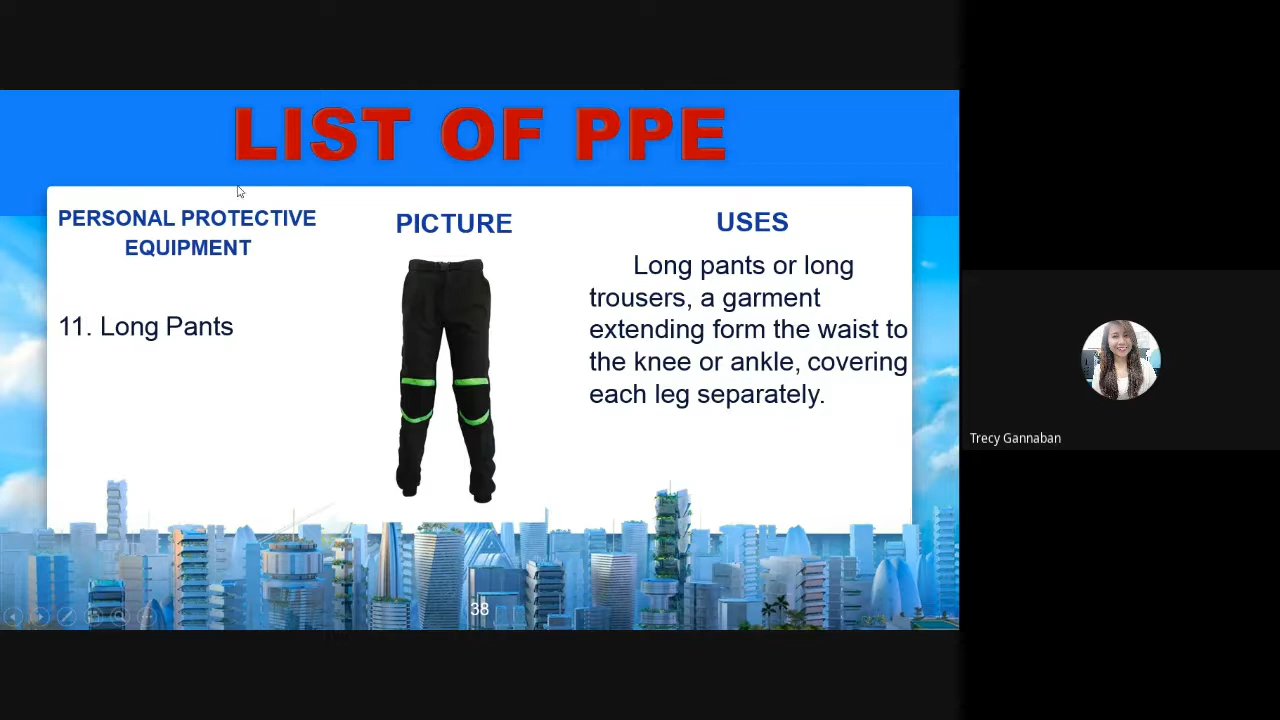 LIST OF PPE
PERSONAL PROTECTIVE
EQUIPMENT
PICTURE
USES
11. Long Pants
Long pants or long
trousers, a garment
extending form the waist to
the knee or ankle, covering
each leg separately.
38
Trecy Gannaban